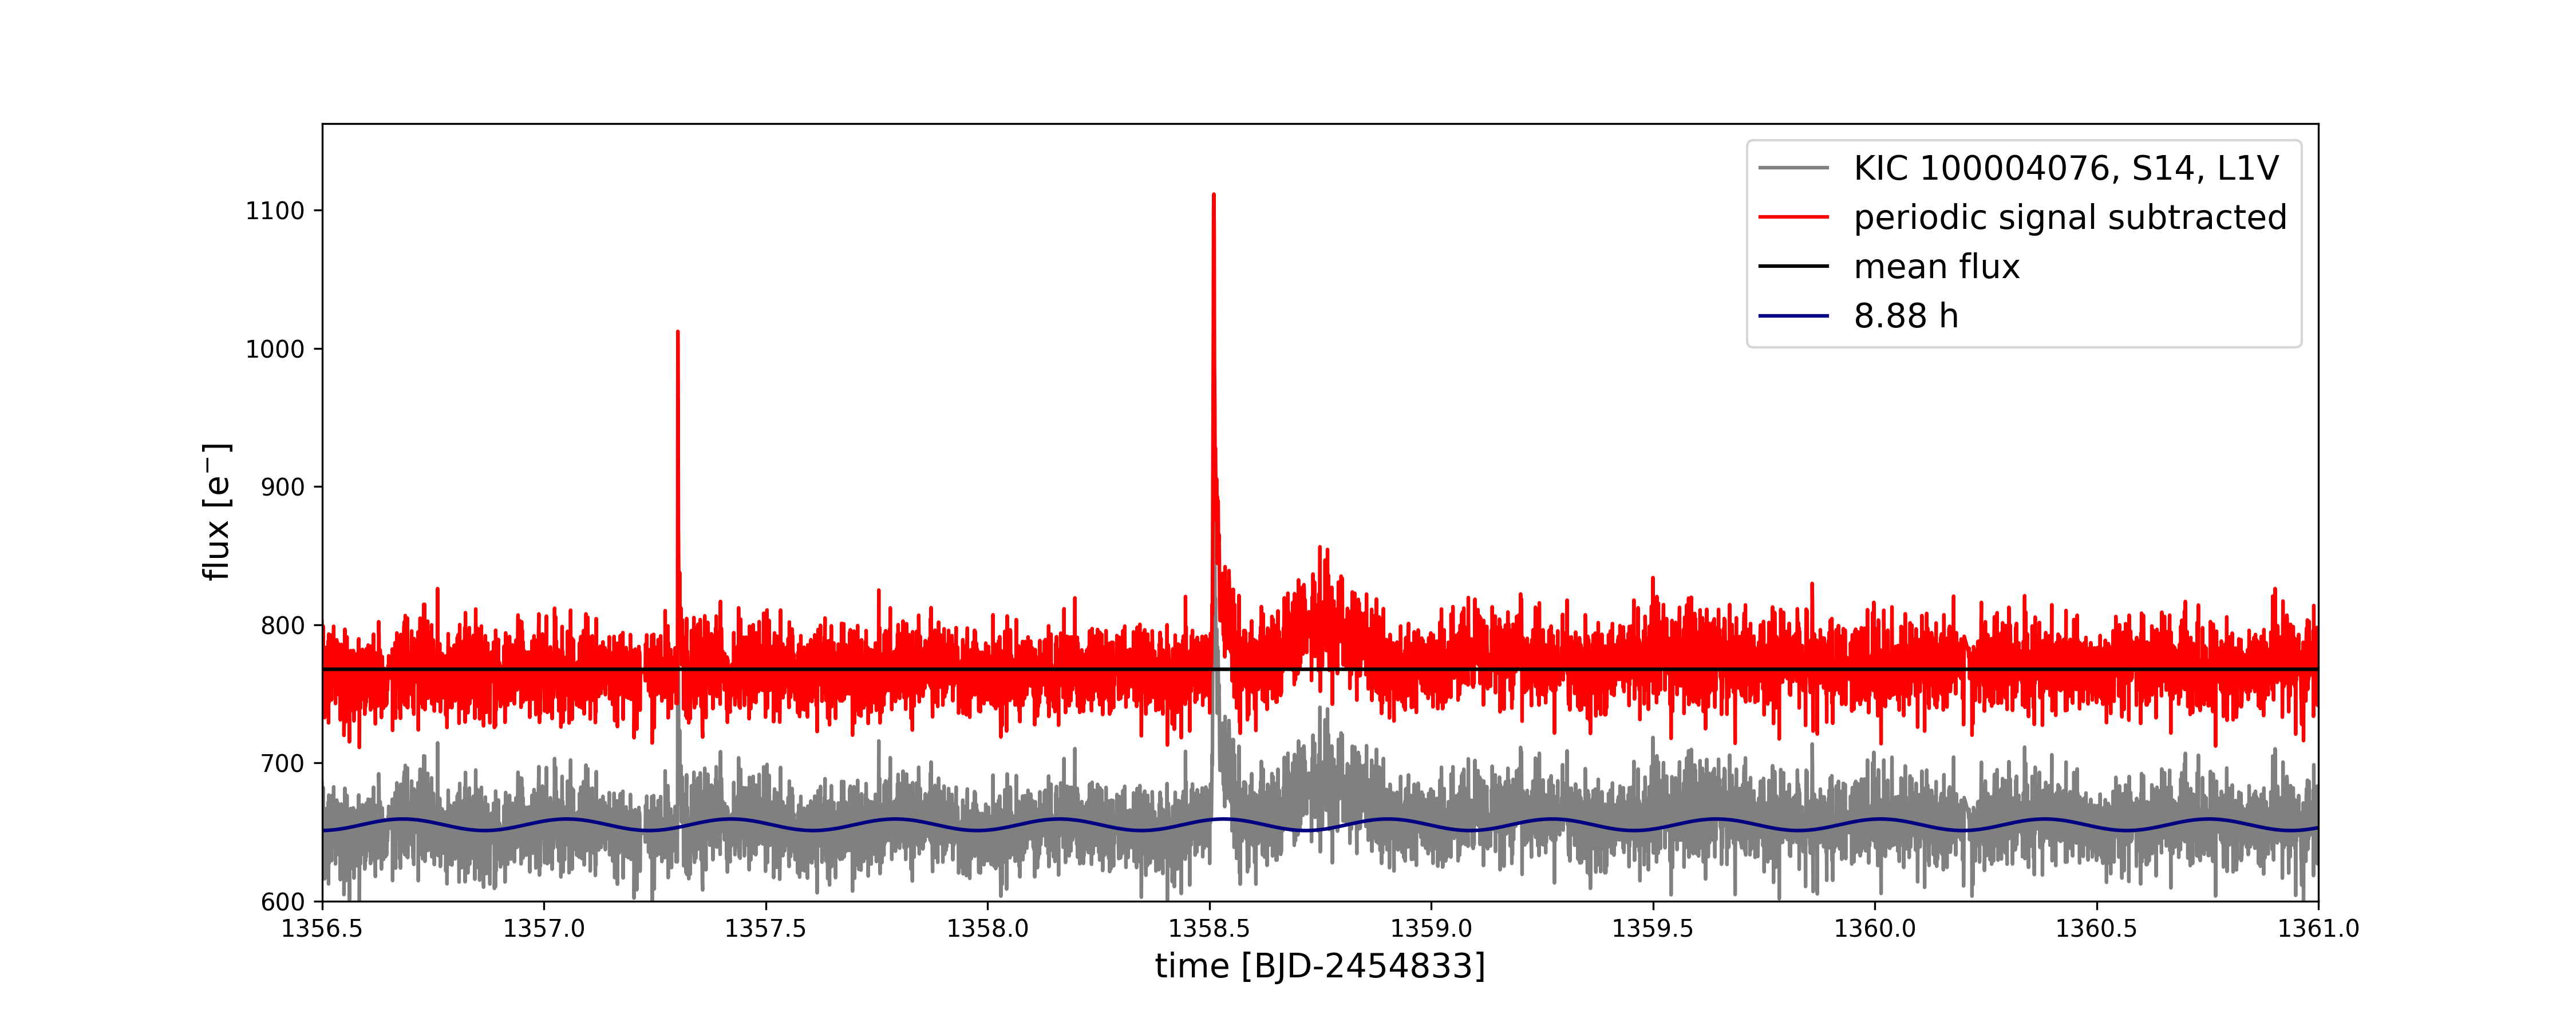 KIC 100004076, S14, L1V
periodic signal subtracted
mean flux
8.88 h
flux [e⁻]
1100
1000
900
800
700
600
1356.5 1357.0 1357.5 1358.0 1358.5 1359.0 1359.5 1360.0 1360.5 1361.0
time [BJD-2454833]